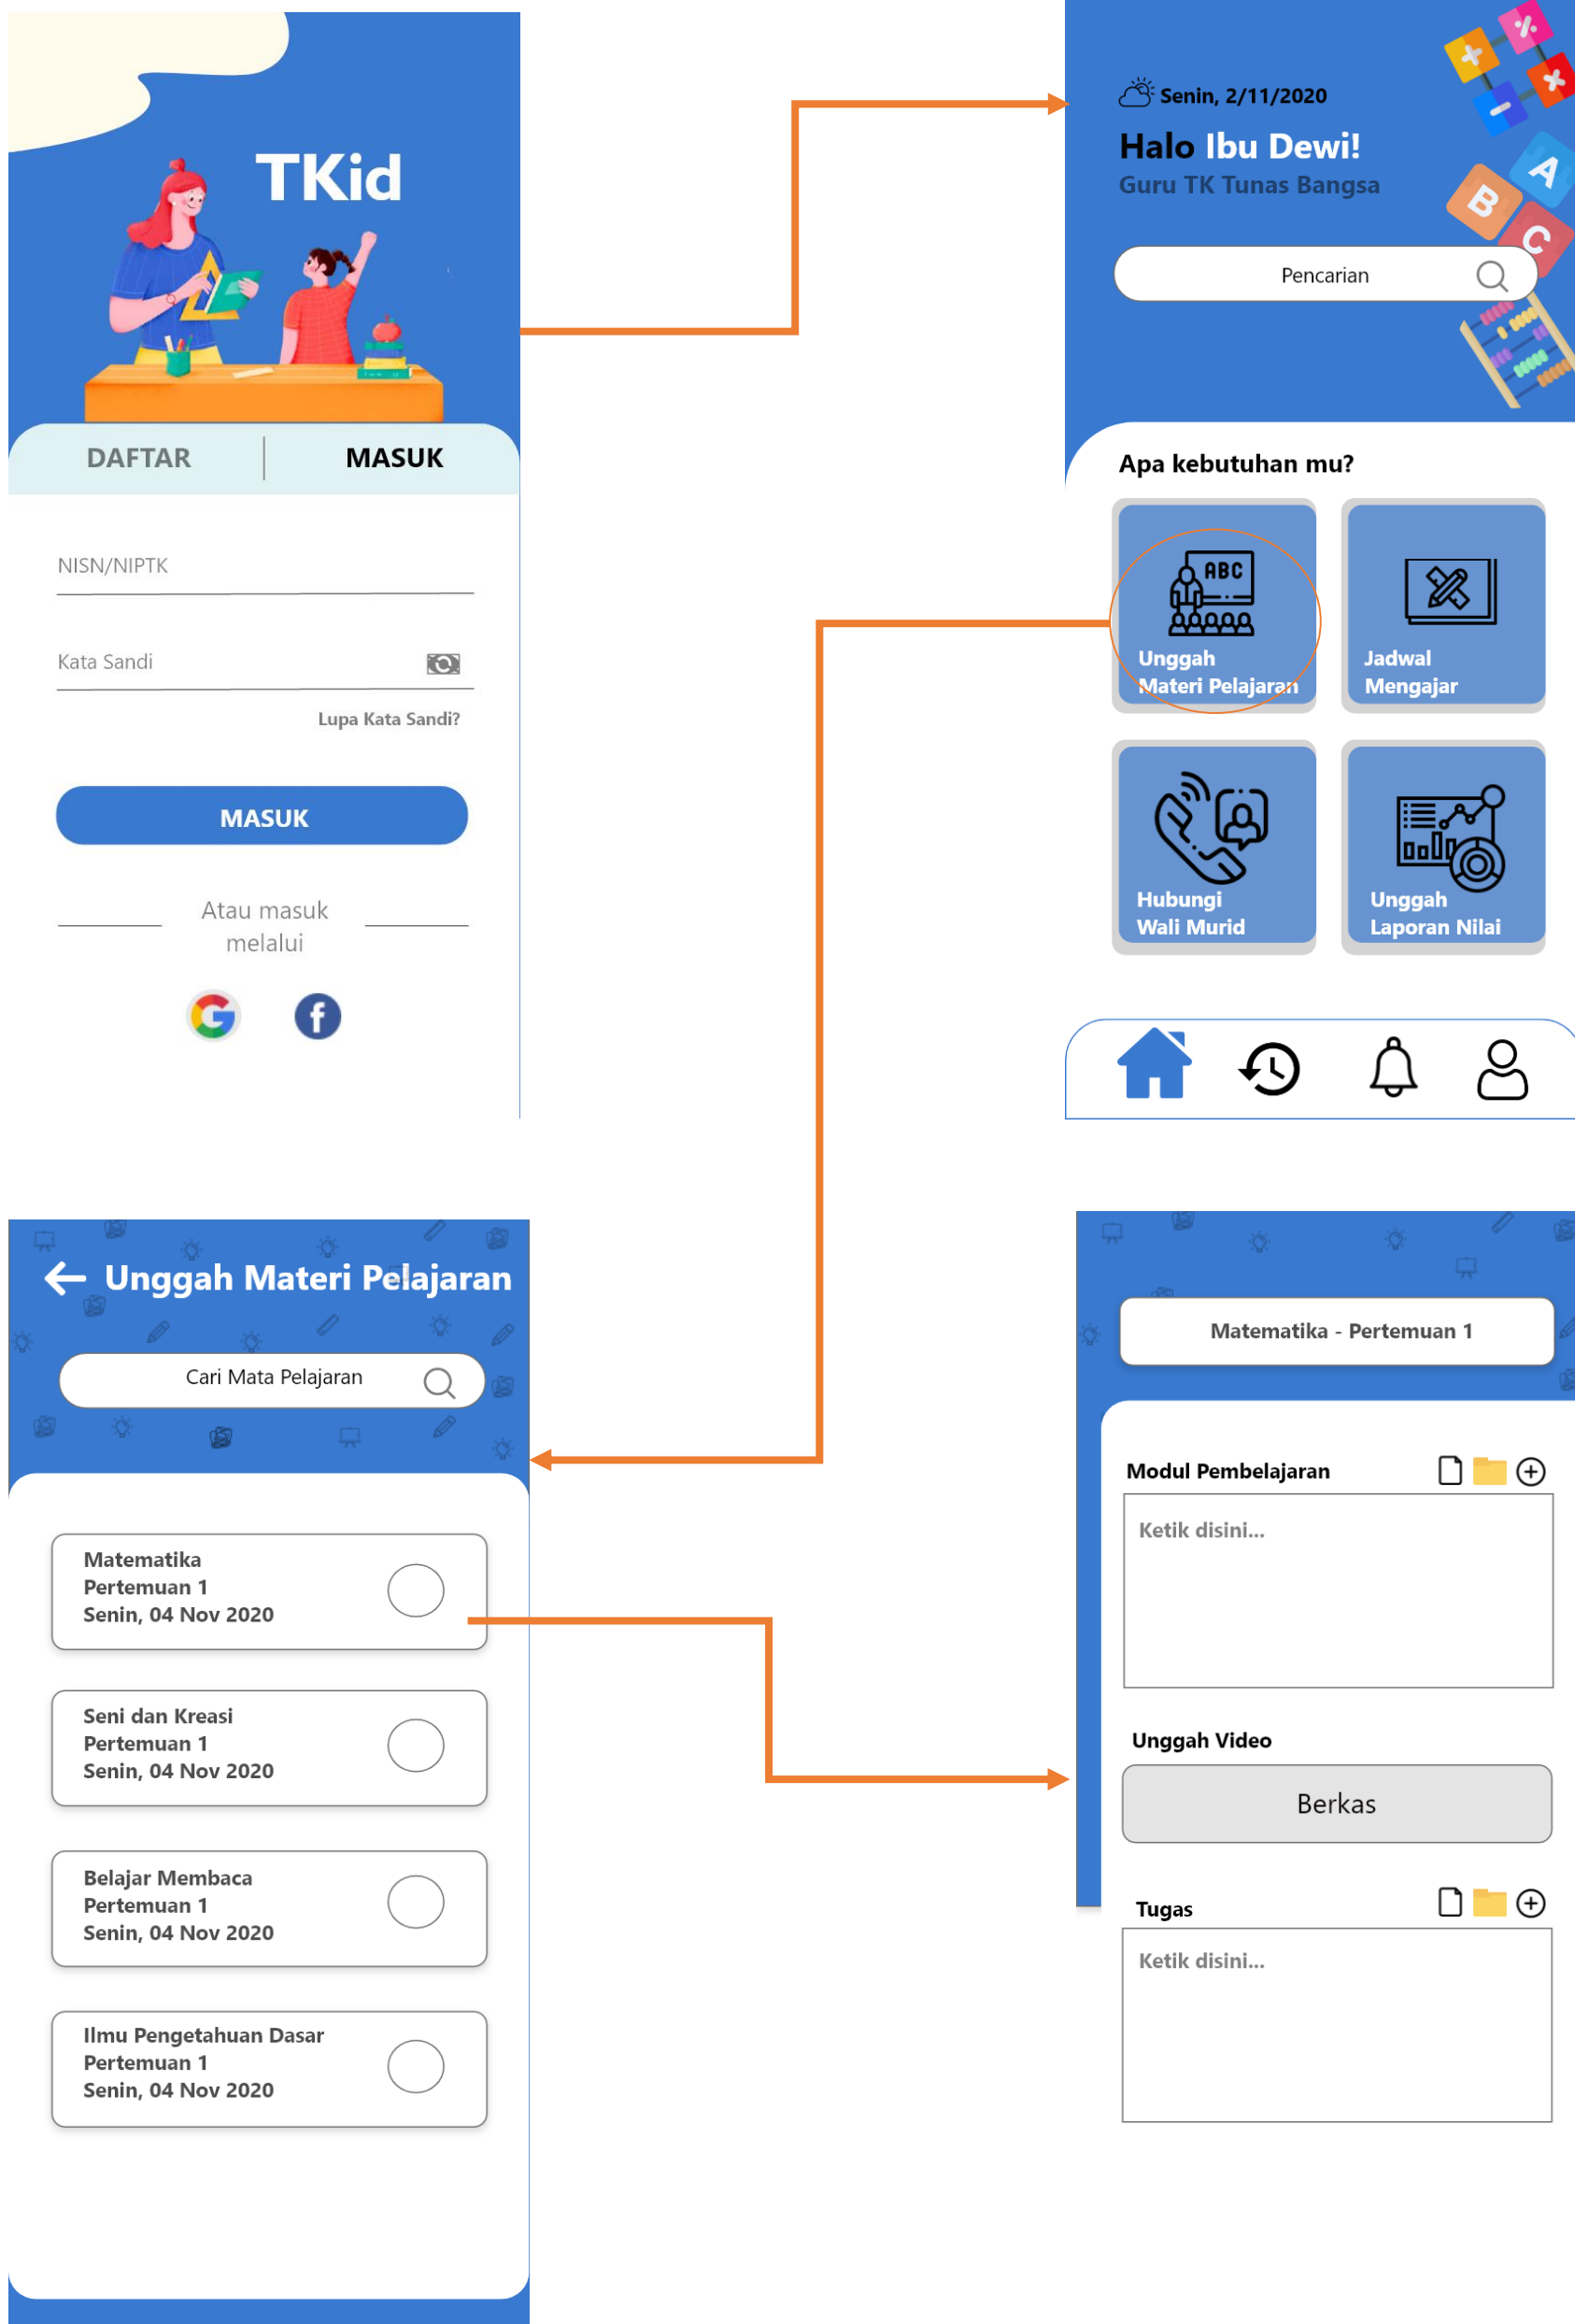 TKid
DAFTAR
MASUK
NISN/NIPTK
Kata Sandi
Lupa Kata Sandi?
MASUK
Atau masuk
melalui
Senin, 2/11/2020
Halo Ibu Dewi!
Guru TK Tunas Bangsa
A
B
C
Pencarian
Apa kebutuhan mu?
ABC
Unggah
Materi Pelajaran
Jadwal
Mengajar
Hubungi
Wali Murid
Unggah
Laporan Nilai
Unggah Materi Pelajaran
Cari Mata Pelajaran
Matematika
Pertemuan 1
Senin, 04 Nov 2020
Seni dan Kreasi
Pertemuan 1
Senin, 04 Nov 2020
Belajar Membaca
Pertemuan 1
Senin, 04 Nov 2020
Ilmu Pengetahuan Dasar
Pertemuan 1
Senin, 04 Nov 2020
Matematika - Pertemuan 1
Modul Pembelajaran
Ketik disini...
Unggah Video
Berkas
Tugas
Ketik disini...